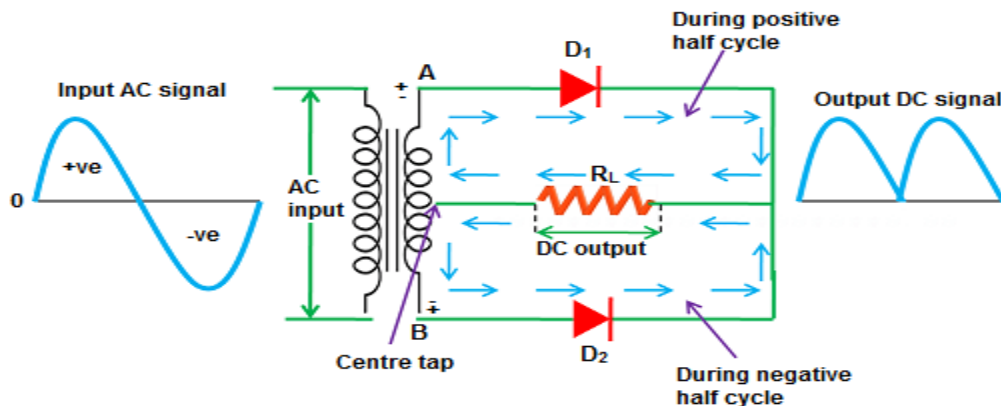 During positive
half cycle
D1
A
+
-
Input AC signal
Output DC signal
+ve
AC
input
RL
0
-ve
DC output
-
+
B
D2
Centre tap
During negative
half cycle